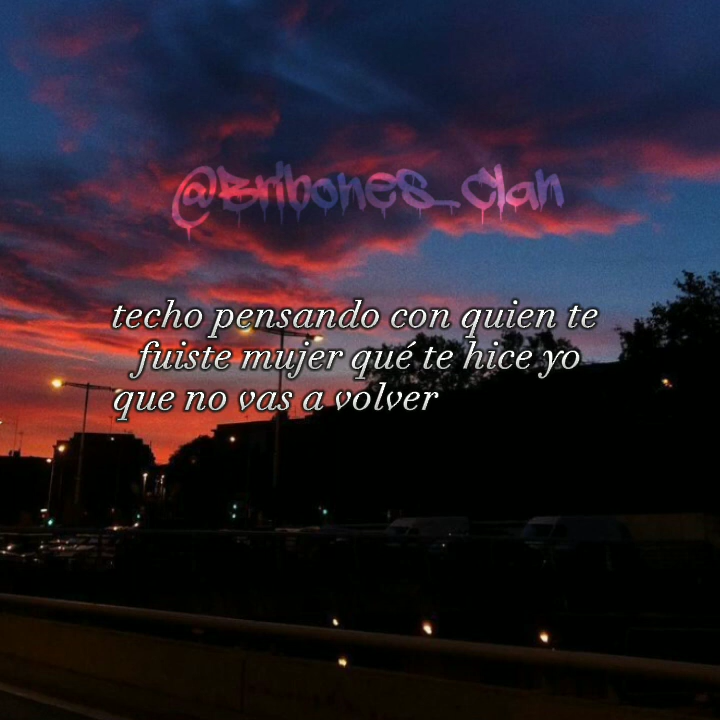 @Bribones_Clan
techo pensando con quien te
fuiste mujer qué te hice yo
que no vas a volver